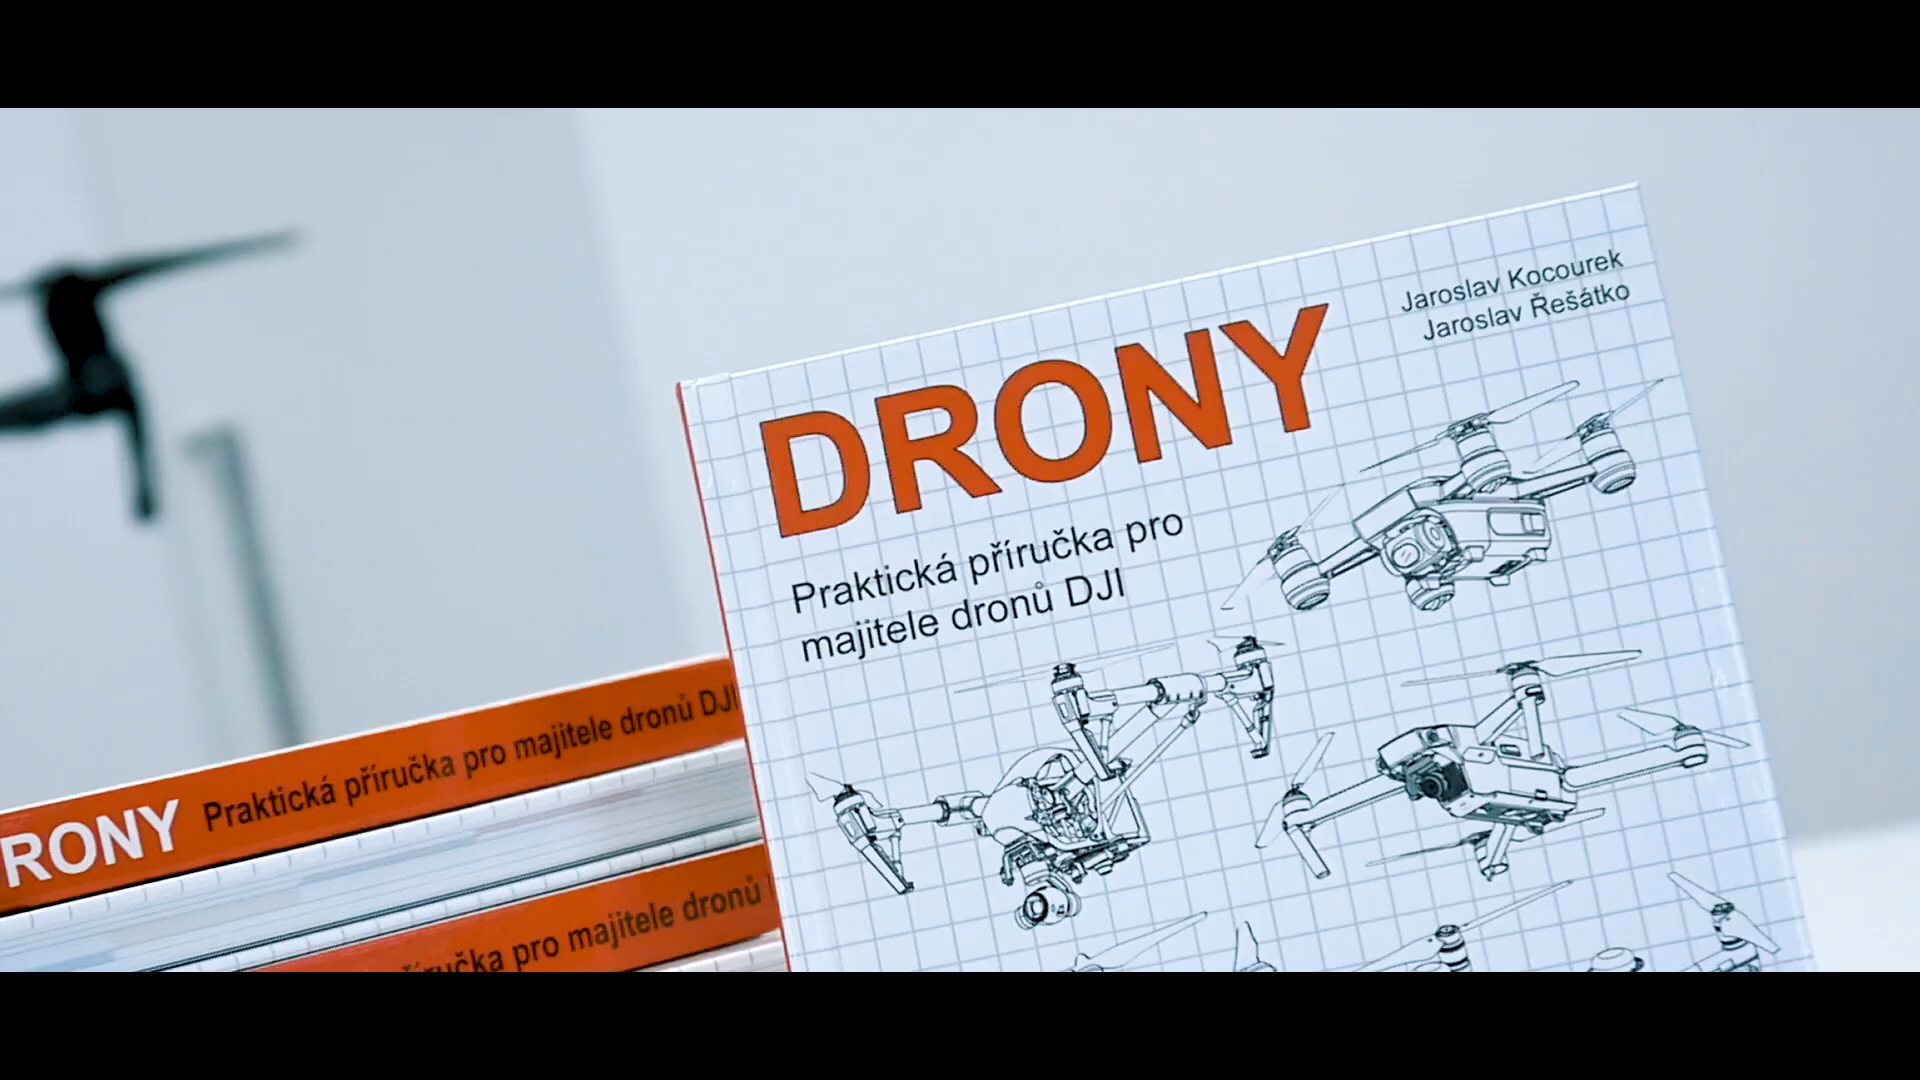 Jaroslav Kocourek
Jaroslav Řešátko
DRONY
Praktická příručka pro
majitele dronů DJI
RONY Praktická příručka pro majitele dronů DJI
příručka pro majitele dronů